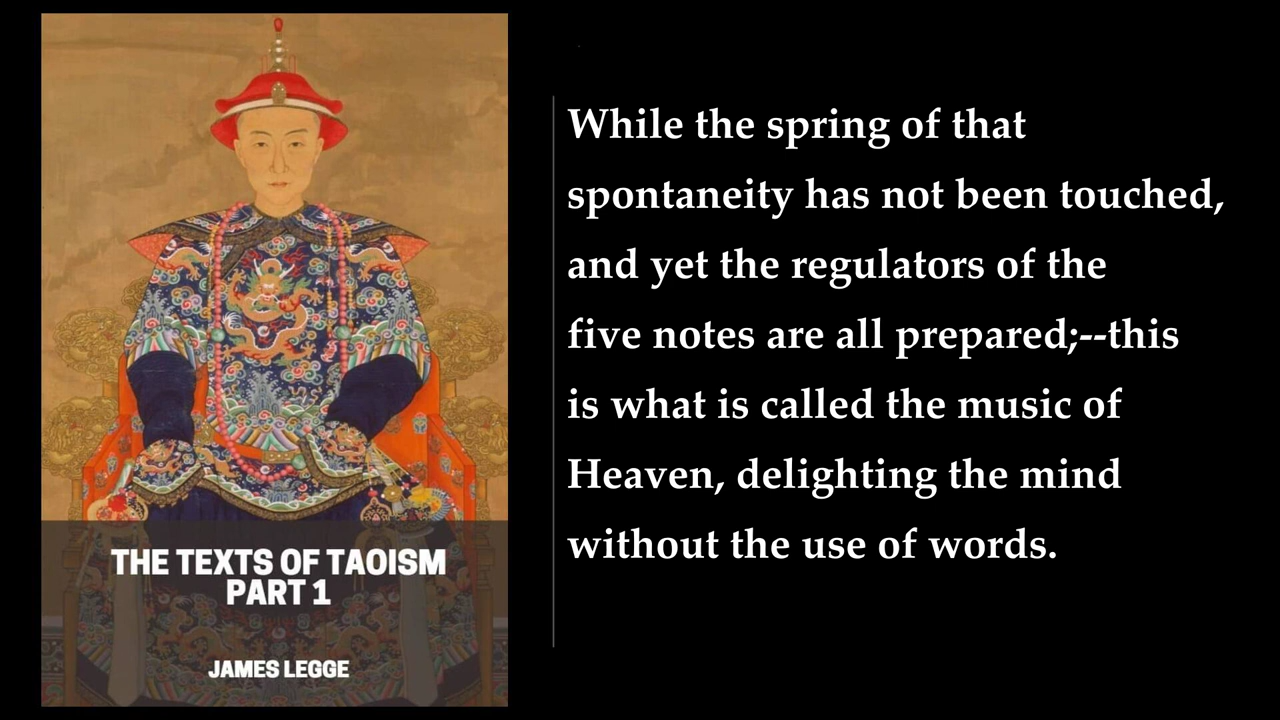 THE TEXTS OF TAOISM
PART 1
JAMES LEGGE
While the spring of that
spontaneity has not been touched,
and yet the regulators of the
five notes are all prepared;--this
is what is called the music of
Heaven, delighting the mind
without the use of words.